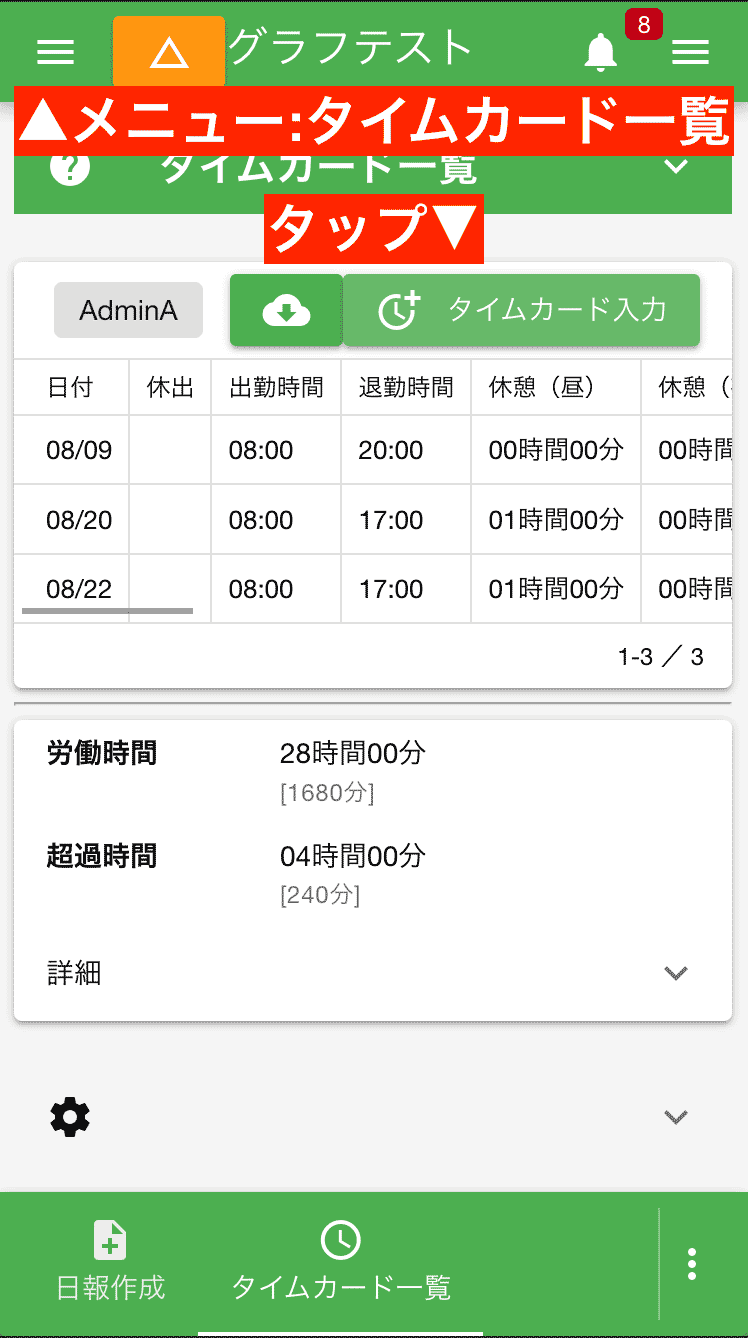 グラフテスト
8
▲メニュー:タイムカード一覧
タイムカード一覧
タップ▼
AdminA
タイムカード入力
日付 休出 出勤時間 退勤時間 休憩（昼） 休憩（
08/09 08:00 20:00 00時間00分 00時間
08/20 08:00 17:00 01時間00分 00時間
08/22 08:00 17:00 01時間00分 00時間
1-3 ／ 3
労働時間 28時間00分
[1680分]
超過時間 04時間00分
[240分]
詳細
日報作成 タイムカード一覧